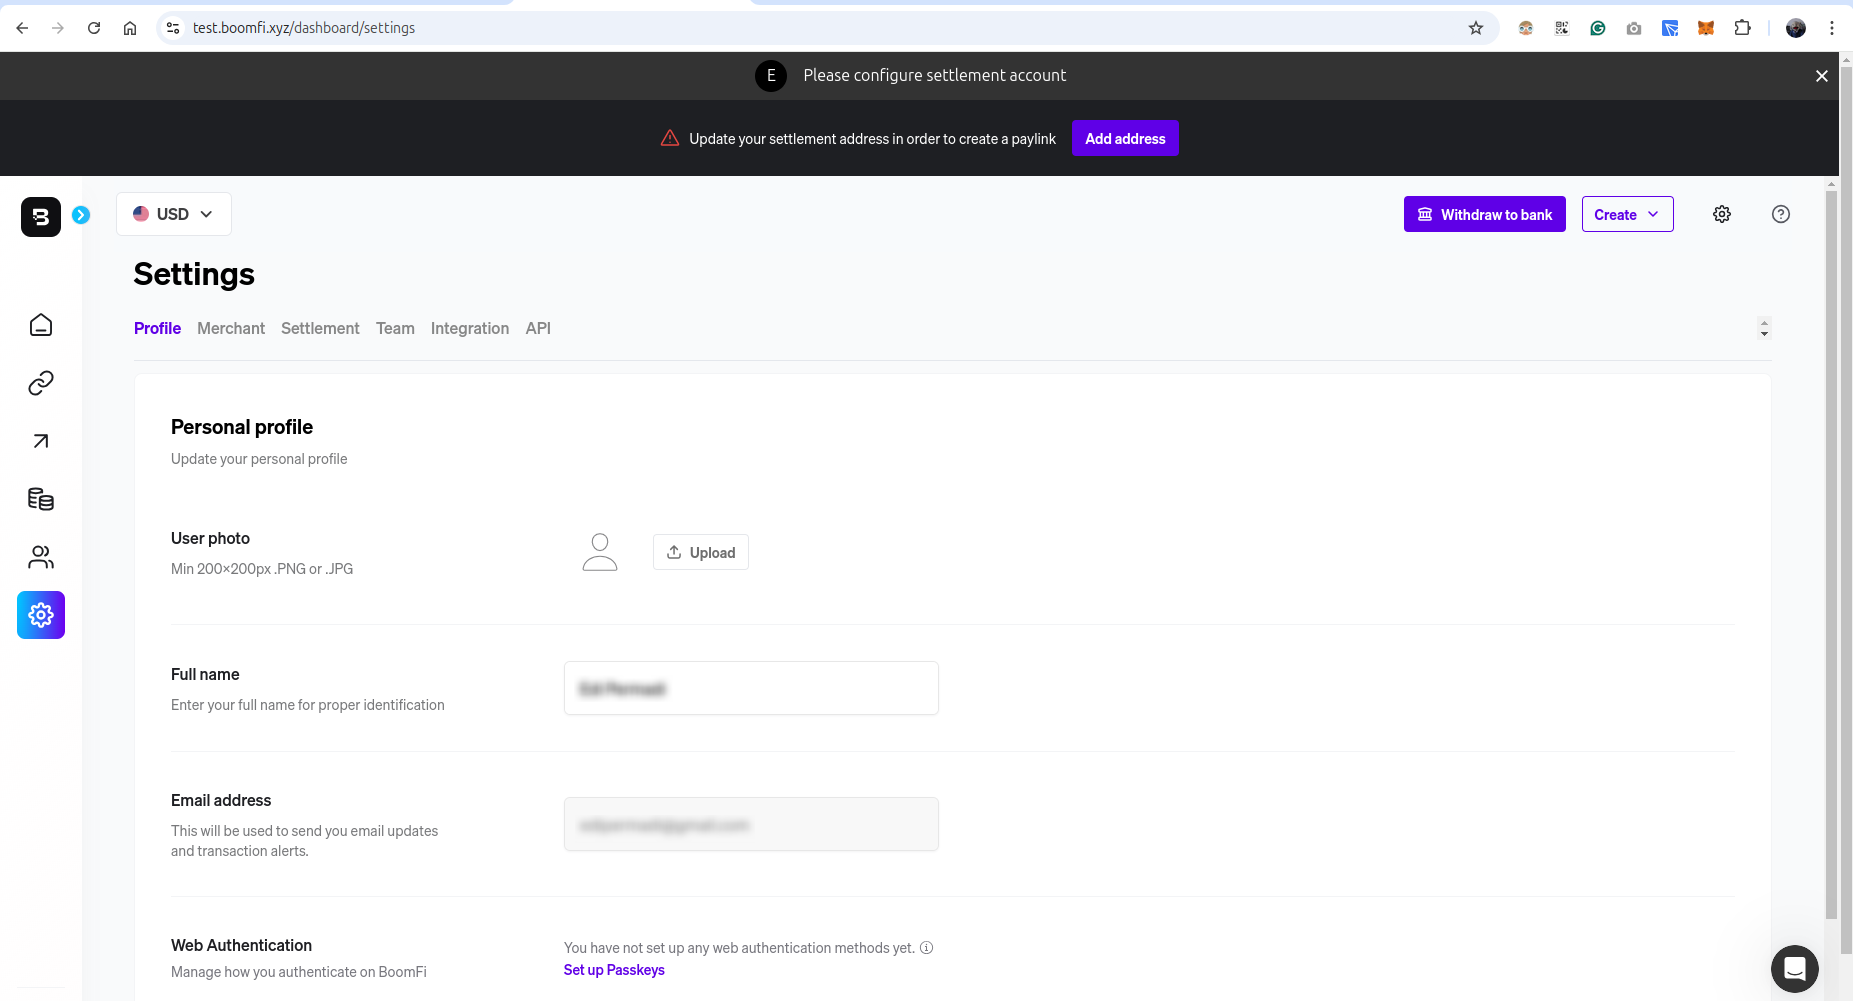 test.boomfi.xyz/dashboard/settings
E Please configure settlement account
Update your settlement address in order to create a paylink Add address
B
USD
Withdraw to bank Create
Settings
Profile Merchant Settlement Team Integration API
Personal profile
Update your personal profile
User photo
Min 200×200px .PNG or .JPG
Upload
Full name
Enter your full name for proper identification
Email address
This will be used to send you email updates
and transaction alerts.
Web Authentication
Manage how you authenticate on BoomFi
You have not set up any web authentication methods yet.
Set up Passkeys